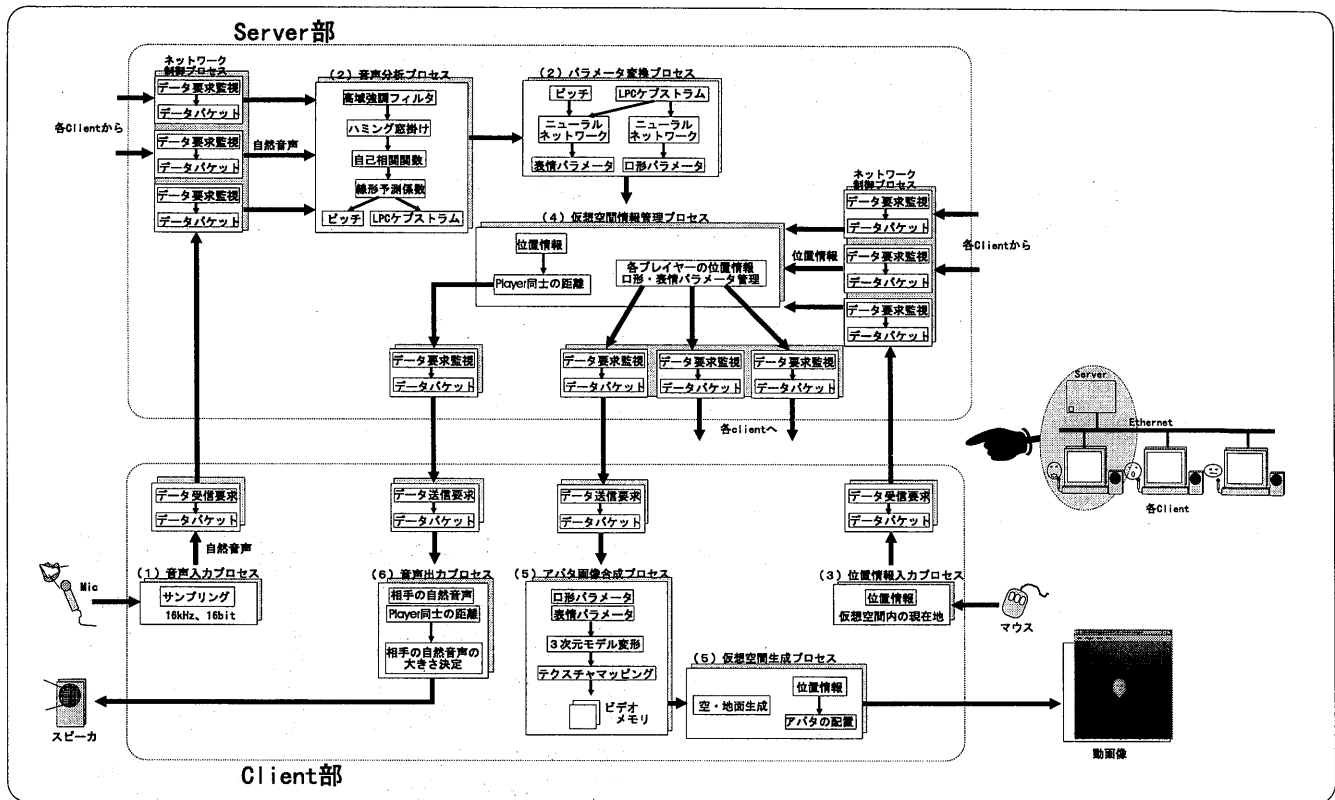 Server部
ネットワーク
制御プロセス
データ要求監視
データパケット
データ要求監視
データパケット
データ要求監視
データパケット
各Clientから
自然音声
(2) 音声分析プロセス
高域強調フィルタ
ハミング窓掛け
自己相関関数
線形予測係数
ピッチ
LPCケプストラム
(2) パラメータ変換プロセス
ピッチ
LPCケプストラム
ニューラル
ネットワーク
ニューラル
ネットワーク
表情パラメータ
口形パラメータ
(4) 仮想空間情報管理プロセス
位置情報
Player同士の距離
各プレイヤーの位置情報
口形・表情パラメータ管理
位置情報
ネットワーク
制御プロセス
データ要求監視
データパケット
データ要求監視
データパケット
データ要求監視
データパケット
各Clientから
データ要求監視
データパケット
データ要求監視
データパケット
データ要求監視
データパケット
データ要求監視
データパケット
各clientへ
Server
Ethernet
各Client
データ受信要求
データパケット
自然音声
データ送信要求
データパケット
データ送信要求
データパケット
データ受信要求
データパケット
Mic
(1) 音声入力プロセス
サンプリング
16kHz、16bit
(6) 音声出力プロセス
相手の自然音声
Player同士の距離
相手の自然音声の
大きさ決定
スピーカ
(5) アバタ画像合成プロセス
口形パラメータ
表情パラメータ
3次元モデル変形
テクスチャマッピング
ビデオ
メモリ
(3) 位置情報入力プロセス
位置情報
仮想空間内の現在地
マウス
(5) 仮想空間生成プロセス
空・地面生成
位置情報
アバタの配置
動画像
Client部